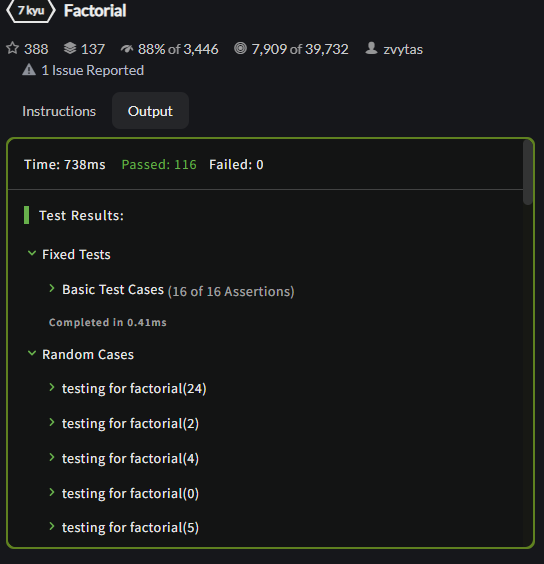 7 kyu Factorial
388 137 88% of 3,446 7,909 of 39,732 zvytas
1 Issue Reported
Instructions Output
Time: 738ms Passed: 116 Failed: 0
Test Results:
Fixed Tests
Basic Test Cases (16 of 16 Assertions)
Completed in 0.41ms
Random Cases
testing for factorial(24)
testing for factorial(2)
testing for factorial(4)
testing for factorial(0)
testing for factorial(5)